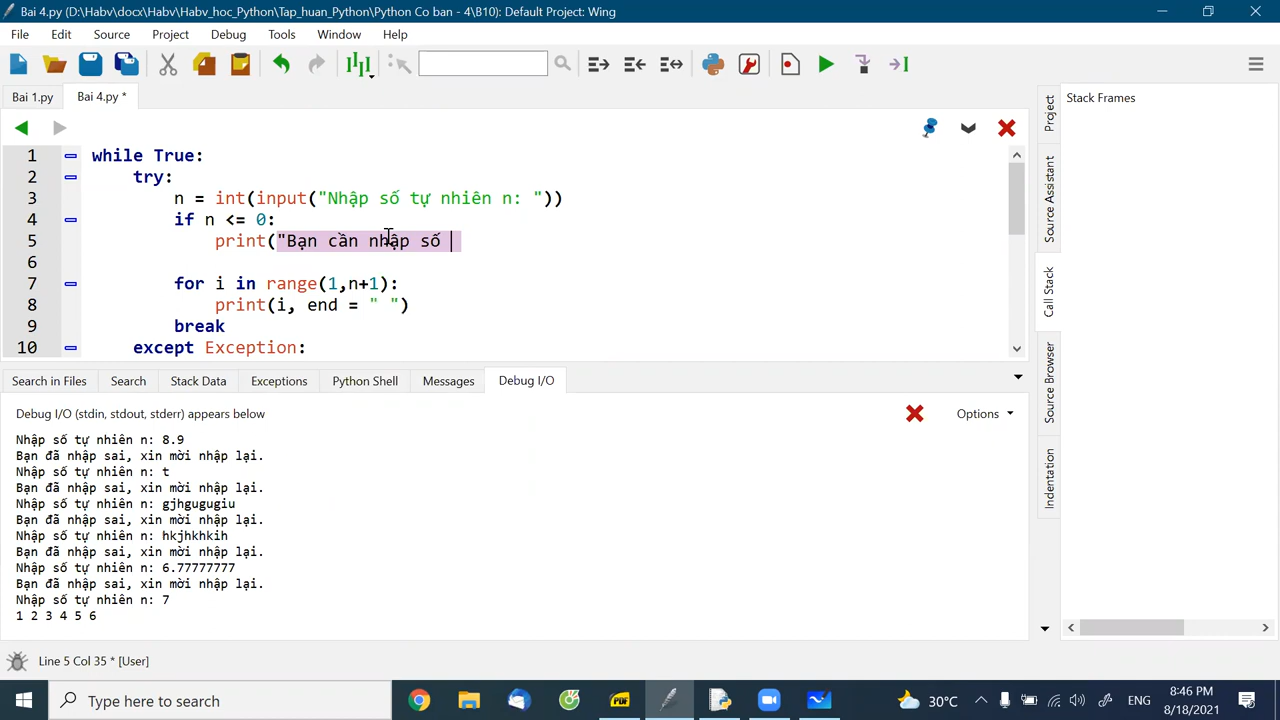 Bai 4.py (D:\Habv\docx\Habv\Habv_hoc_Python\Tap_huan_Python\Python Co ban - 4\B10): Default Project: Wing
File Edit Source Project Debug Tools Window Help
Bai 1.py Bai 4.py *
Stack Frames
1 while True:
2 try:
3 n = int(input("Nhập số tự nhiên n: "))
4 if n <= 0:
5 print("Bạn cần nhập số
6
7 for i in range(1,n+1):
8 print(i, end = " ")
9 break
10 except Exception:
Project
Source Assistant
Call Stack
Source Browser
Indentation
Search in Files Search Stack Data Exceptions Python Shell Messages Debug I/O
Debug I/O (stdin, stdout, stderr) appears below
Options
Nhập số tự nhiên n: 8.9
Bạn đã nhập sai, xin mời nhập lại.
Nhập số tự nhiên n: t
Bạn đã nhập sai, xin mời nhập lại.
Nhập số tự nhiên n: gjhgugugiu
Bạn đã nhập sai, xin mời nhập lại.
Nhập số tự nhiên n: hkjhkhkih
Bạn đã nhập sai, xin mời nhập lại.
Nhập số tự nhiên n: 6.77777777
Bạn đã nhập sai, xin mời nhập lại.
Nhập số tự nhiên n: 7
1 2 3 4 5 6
Line 5 Col 35 * [User]
Type here to search
PDF
30°C
ENG
8:46 PM
8/18/2021